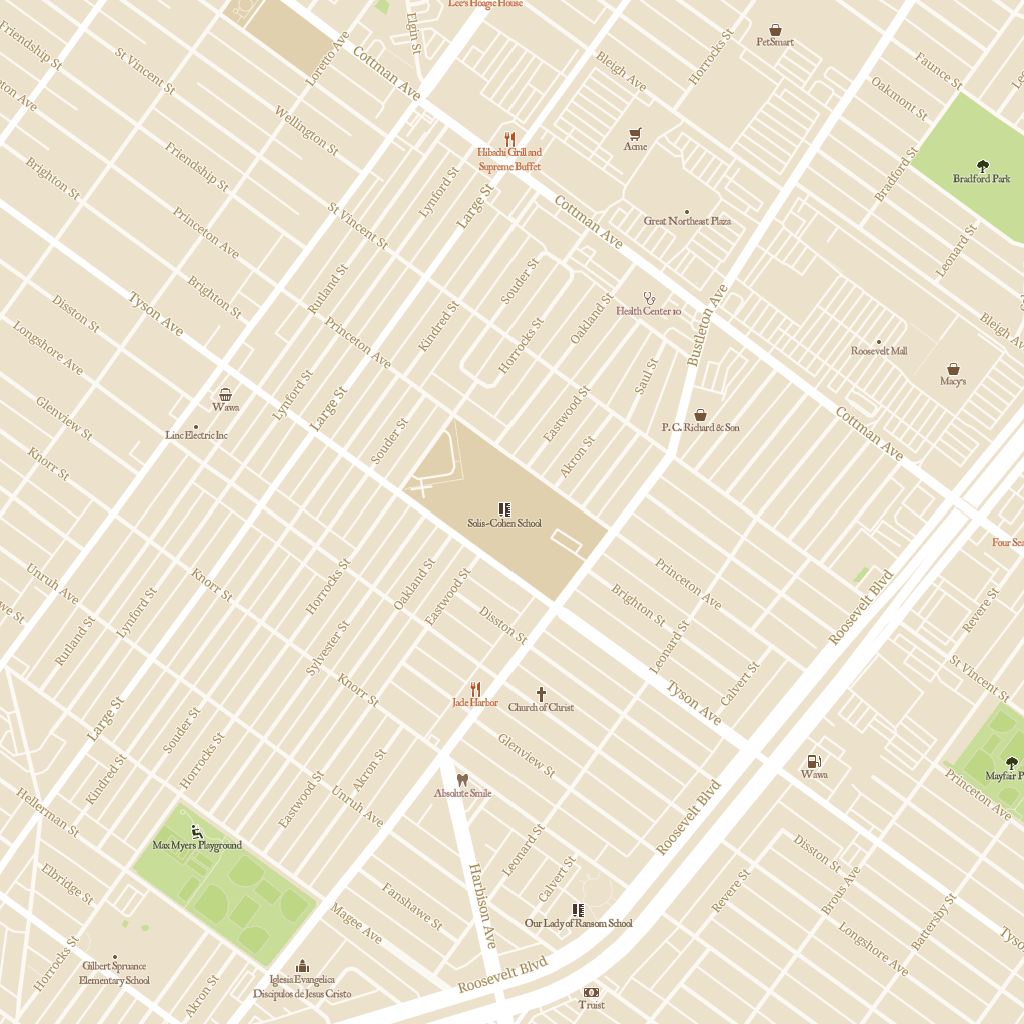 Lee's Hoagie House
Elgin St
PetSmart
Horrocks St
Friendship St
St Vincent St
Loretto Ave
Cottman Ave
Bleigh Ave
Faunce St
Oakmont St
Wellington St
Acme
Hibachi Grill and
Supreme Buffet
Friendship St
Brighton St
Lynford St
Large St
Bradford St
Bradford Park
Princeton Ave
St Vincent St
Cottman Ave
Great Northeast Plaza
Leonard St
Brighton St
Rutland St
Souder St
Disston St
Tyson Ave
Oakland St
Health Center 10
Bustleton Ave
Bleigh Ave
Longshore Ave
Princeton Ave
Kindred St
Horrocks St
Roosevelt Mall
Macy's
Saul St
Wawa
Lynford St
Large St
Glenview St
Linc Electric Inc
Souder St
Eastwood St
P. C. Richard & Son
Cottman Ave
Knorr St
Akron St
Solis-Cohen School
Four Sea
Unruh Ave
Knorr St
Horrocks St
Oakland St
Eastwood St
Princeton Ave
Brighton St
Roosevelt Blvd
Revere St
Lynford St
Rutland St
Disston St
Sylvester St
Leonard St
Calvert St
St Vincent St
Knorr St
Jade Harbor
Church of Christ
Tyson Ave
Large St
Souder St
Horrocks St
Kindred St
Glenview St
Wawa
Mayfair P
Princeton Ave
Akron St
Absolute Smile
Eastwood St
Unruh Ave
Hellerman St
Roosevelt Blvd
Max Myers Playground
Leonard St
Disston St
Elbridge St
Calvert St
Revere St
Brous Ave
Harbison Ave
Fanshawe St
Magee Ave
Our Lady of Ransom School
Battersby St
Longshore Ave
Horrocks St
Gilbert Spruance
Elementary School
Akron St
Iglesia Evangelica
Discipulos de Jesus Cristo
Roosevelt Blvd
Truist